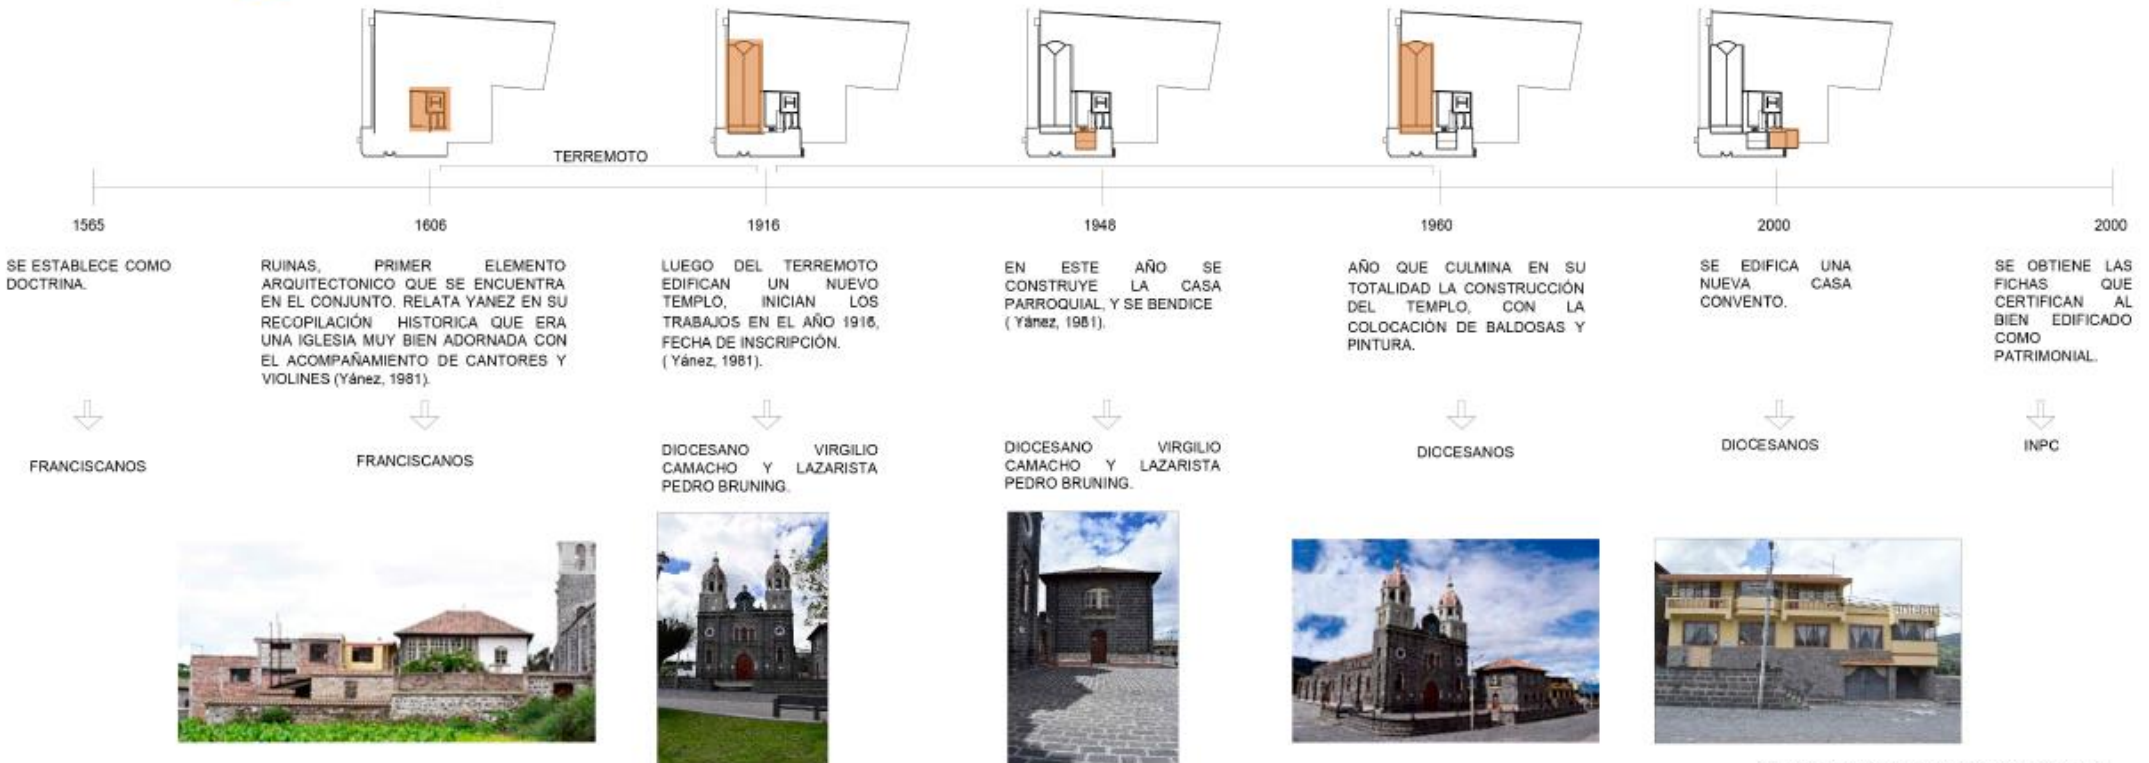 TERREMOTO
1565
SE ESTABLECE COMO
DOCTRINA.
FRANCISCANOS
1606
RUINAS, PRIMER ELEMENTO
ARQUITECTONICO QUE SE ENCUENTRA
EN EL CONJUNTO. RELATA YANEZ EN SU
RECOPILACIÓN HISTORICA QUE ERA
UNA IGLESIA MUY BIEN ADORNADA CON
EL ACOMPAÑAMIENTO DE CANTORES Y
VIOLINES (Yánez, 1981).
FRANCISCANOS
1916
LUEGO DEL TERREMOTO
EDIFICAN UN NUEVO
TEMPLO, INICIAN LOS
TRABAJOS EN EL AÑO 1916,
FECHA DE INSCRIPCIÓN.
( Yánez, 1981).
DIOCESANO VIRGILIO
CAMACHO Y LAZARISTA
PEDRO BRUNING.
1948
EN ESTE AÑO SE
CONSTRUYE LA CASA
PARROQUIAL, Y SE BENDICE
( Yánez, 1981).
DIOCESANO VIRGILIO
CAMACHO Y LAZARISTA
PEDRO BRUNING.
1960
AÑO QUE CULMINA EN SU
TOTALIDAD LA CONSTRUCCIÓN
DEL TEMPLO, CON LA
COLOCACIÓN DE BALDOSAS Y
PINTURA.
DIOCESANOS
2000
SE EDIFICA UNA
NUEVA CASA
CONVENTO.
DIOCESANOS
2000
SE OBTIENE LAS
FICHAS QUE
CERTIFICAN AL
BIEN EDIFICADO
COMO
PATRIMONIAL.
INPC